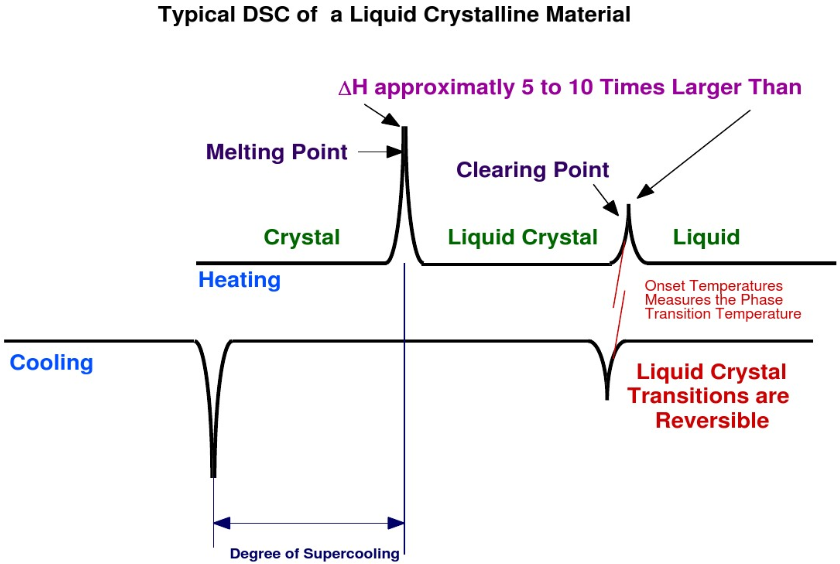 Typical DSC of a Liquid Crystalline Material
ΔH approximatly 5 to 10 Times Larger Than
Melting Point
Clearing Point
Crystal
Liquid Crystal
Liquid
Heating
Onset Temperatures
Measures the Phase
Transition Temperature
Cooling
Liquid Crystal
Transitions are
Reversible
Degree of Supercooling